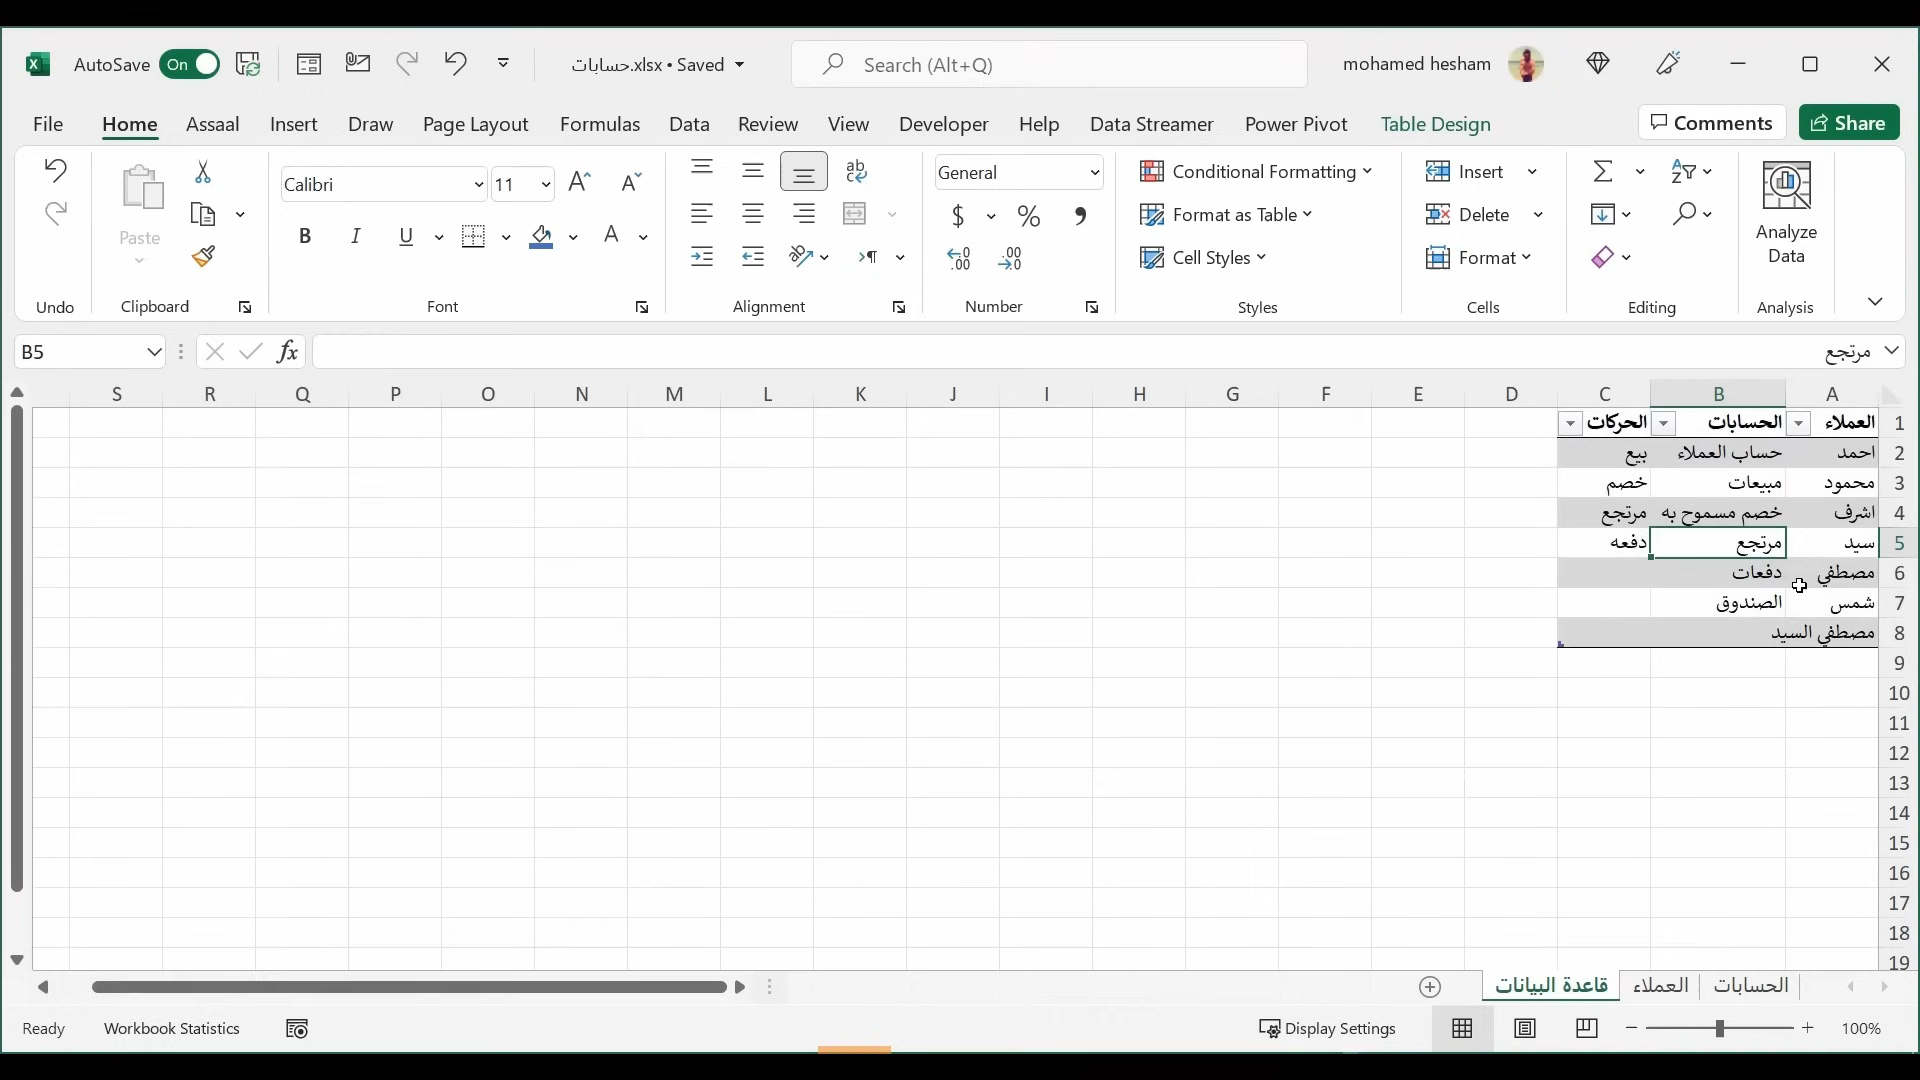 AutoSave On حسابات.xlsx • Saved Search (Alt+Q) mohamed hesham
File Home Assaal Insert Draw Page Layout Formulas Data Review View Developer Help Data Streamer Power Pivot Table Design Comments Share
Calibri 11 General Conditional Formatting Insert
Paste Format as Table Delete
Cell Styles Format
Analyze Data
Undo Clipboard Font Alignment Number Styles Cells Editing Analysis
B5 fx مرتجع
S R Q P O N M L K J I H G F E D C B A
1 العملاء الحسابات الحركات
2 احمد حساب العملاء بيع
3 محمود مبيعات خصم
4 اشرف خصم مسموح به مرتجع
5 سيد مرتجع دفعه
6 مصطفي دفعات
7 شمس الصندوق
8 مصطفي السيد
9
10
11
12
13
14
15
16
17
18
19
الحسابات العملاء قاعدة البيانات
Ready Workbook Statistics Display Settings 100%